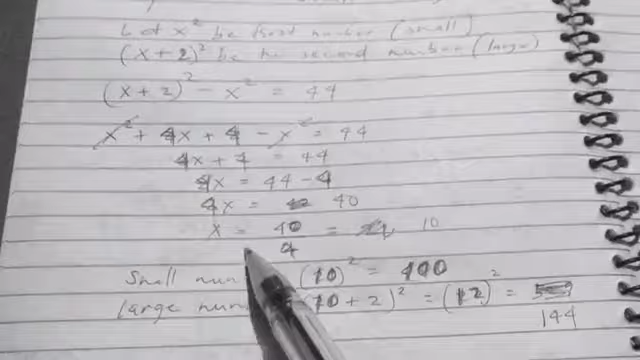 Let x² be first number (small)
(x + 2)² be the second number (large)
(x + 2)² - x² = 44
x² + 4x + 4 - x² = 44
4x + 4 = 44
4x = 44 - 4
4x = 40
x = 40/4 = 10
Small num (10)² = 100
large num (10 + 2)² = (12)² =
144